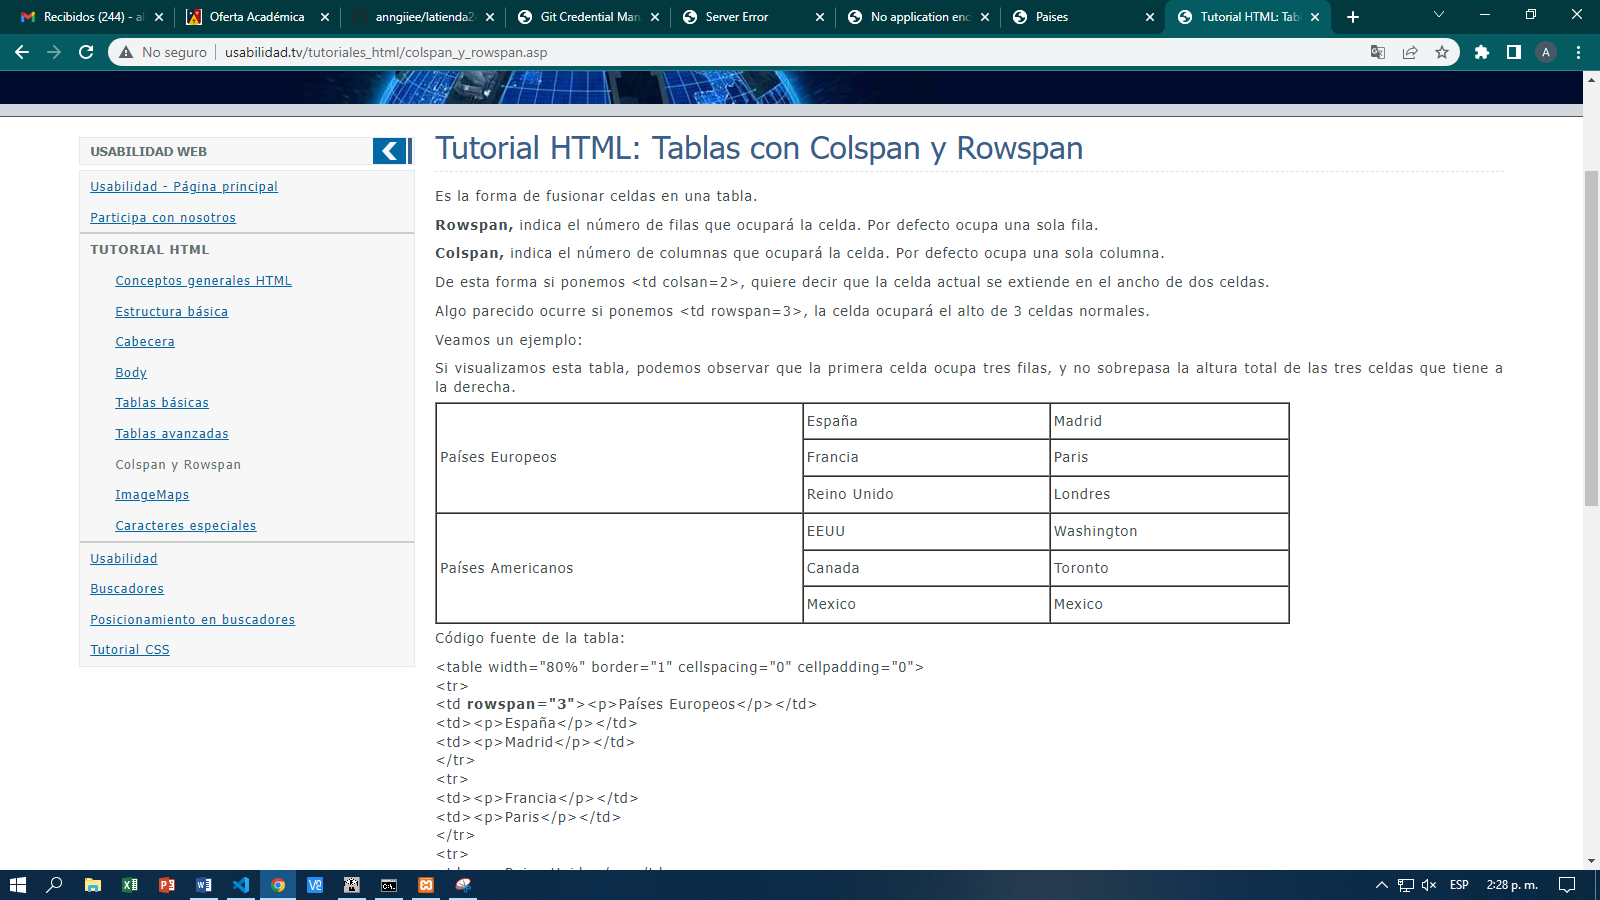 Recibidos (244) - al
Oferta Académica
anngiiee/latienda2
Git Credential Man
Server Error
No application enc
Paises
Tutorial HTML: Tabl
No seguro
usabilidad.tv/tutoriales_html/colspan_y_rowspan.asp
A
USABILIDAD WEB
Usabilidad - Página principal
Participa con nosotros
TUTORIAL HTML
Conceptos generales HTML
Estructura básica
Cabecera
Body
Tablas básicas
Tablas avanzadas
Colspan y Rowspan
ImageMaps
Caracteres especiales
Usabilidad
Buscadores
Posicionamiento en buscadores
Tutorial CSS
Tutorial HTML: Tablas con Colspan y Rowspan
Es la forma de fusionar celdas en una tabla.
Rowspan, indica el número de filas que ocupará la celda. Por defecto ocupa una sola fila.
Colspan, indica el número de columnas que ocupará la celda. Por defecto ocupa una sola columna.
De esta forma si ponemos <td colsan=2>, quiere decir que la celda actual se extiende en el ancho de dos celdas.
Algo parecido ocurre si ponemos <td rowspan=3>, la celda ocupará el alto de 3 celdas normales.
Veamos un ejemplo:
Si visualizamos esta tabla, podemos observar que la primera celda ocupa tres filas, y no sobrepasa la altura total de las tres celdas que tiene a
la derecha.
España Madrid
Países Europeos Francia Paris
Reino Unido Londres
EEUU Washington
Países Americanos Canada Toronto
Mexico Mexico
Código fuente de la tabla:
<table width="80%" border="1" cellspacing="0" cellpadding="0">
<tr>
<td rowspan="3"><p>Países Europeos</p></td>
<td><p>España</p></td>
<td><p>Madrid</p></td>
</tr>
<tr>
<td><p>Francia</p></td>
<td><p>Paris</p></td>
</tr>
<tr>
ESP
2:28 p. m.